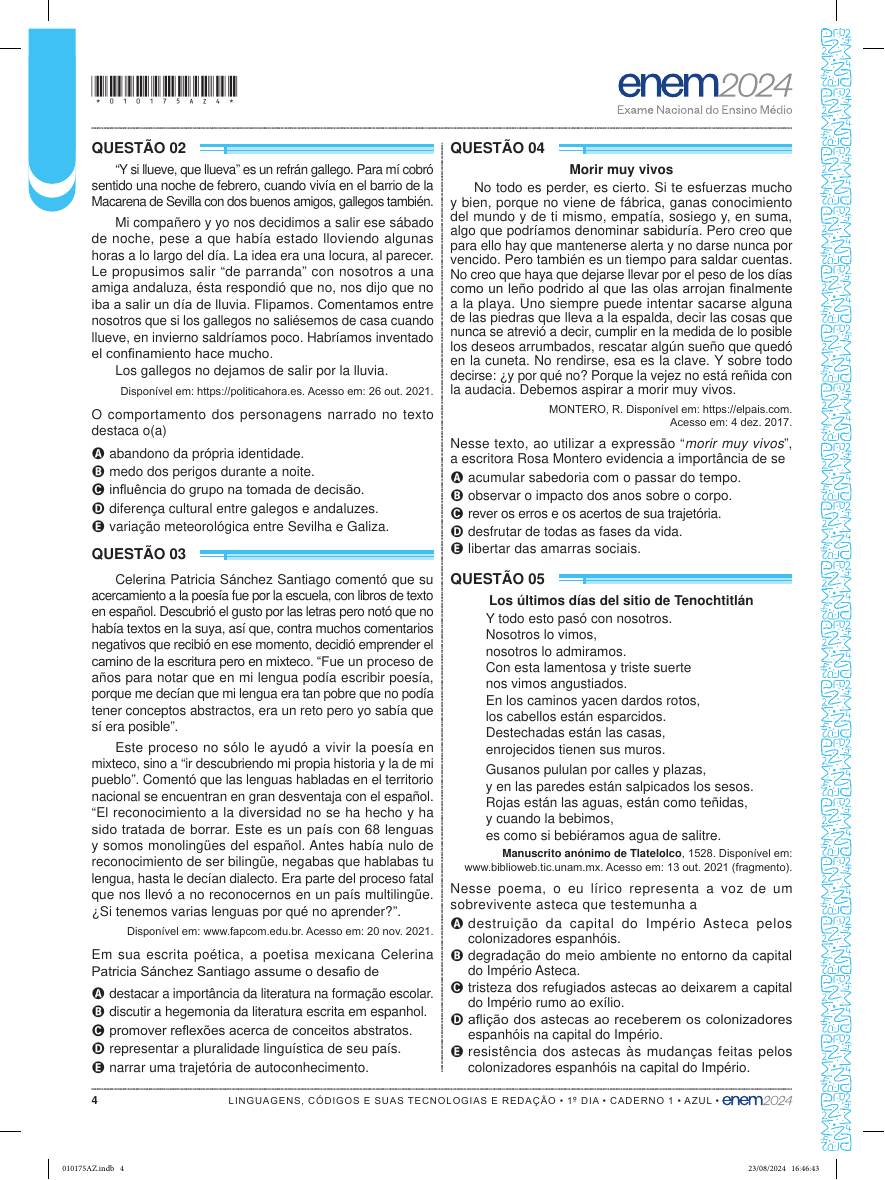 *010175AZ4*
enem2024
Exame Nacional do Ensino Médio
QUESTÃO 02
“Y si llueve, que llueva” es un refrán gallego. Para mí cobró
sentido una noche de febrero, cuando vivía en el barrio de la
Macarena de Sevilla con dos buenos amigos, gallegos también.
Mi compañero y yo nos decidimos a salir ese sábado
de noche, pese a que había estado lloviendo algunas
horas a lo largo del día. La idea era una locura, al parecer.
Le propusimos salir “de parranda” con nosotros a una
amiga andaluza, ésta respondió que no, nos dijo que no
iba a salir un día de lluvia. Flipamos. Comentamos entre
nosotros que si los gallegos no saliésemos de casa cuando
llueve, en invierno saldríamos poco. Habríamos inventado
el confinamiento hace mucho.
Los gallegos no dejamos de salir por la lluvia.
Disponível em: https://politicahora.es. Acesso em: 26 out. 2021.
O comportamento dos personagens narrado no texto
destaca o(a)
A abandono da própria identidade.
B medo dos perigos durante a noite.
C influência do grupo na tomada de decisão.
D diferença cultural entre galegos e andaluzes.
E variação meteorológica entre Sevilha e Galiza.
QUESTÃO 03
Celerina Patricia Sánchez Santiago comentó que su
acercamiento a la poesía fue por la escuela, con libros de texto
en español. Descubrió el gusto por las letras pero notó que no
había textos en la suya, así que, contra muchos comentarios
negativos que recibió en ese momento, decidió emprender el
camino de la escritura pero en mixteco. “Fue un proceso de
años para notar que en mi lengua podía escribir poesía,
porque me decían que mi lengua era tan pobre que no podía
tener conceptos abstractos, era un reto pero yo sabía que
sí era posible”.
Este proceso no sólo le ayudó a vivir la poesía en
mixteco, sino a “ir descubriendo mi propia historia y la de mi
pueblo”. Comentó que las lenguas habladas en el territorio
nacional se encuentran en gran desventaja con el español.
“El reconocimiento a la diversidad no se ha hecho y ha
sido tratada de borrar. Este es un país con 68 lenguas
y somos monolingües del español. Antes había nulo de
reconocimiento de ser bilingüe, negabas que hablabas tu
lengua, hasta le decían dialecto. Era parte del proceso fatal
que nos llevó a no reconocernos en un país multilingüe.
¿Si tenemos varias lenguas por qué no aprender?”.
Disponível em: www.fapcom.edu.br. Acesso em: 20 nov. 2021.
Em sua escrita poética, a poetisa mexicana Celerina
Patricia Sánchez Santiago assume o desafio de
A destacar a importância da literatura na formação escolar.
B discutir a hegemonia da literatura escrita em espanhol.
C promover reflexões acerca de conceitos abstratos.
D representar a pluralidade linguística de seu país.
E narrar uma trajetória de autoconhecimento.
QUESTÃO 04
Morir muy vivos
No todo es perder, es cierto. Si te esfuerzas mucho
y bien, porque no viene de fábrica, ganas conocimiento
del mundo y de ti mismo, empatía, sosiego y, en suma,
algo que podríamos denominar sabiduría. Pero creo que
para ello hay que mantenerse alerta y no darse nunca por
vencido. Pero también es un tiempo para saldar cuentas.
No creo que haya que dejarse llevar por el peso de los días
como un leño podrido al que las olas arrojan finalmente
a la playa. Uno siempre puede intentar sacarse alguna
de las piedras que lleva a la espalda, decir las cosas que
nunca se atrevió a decir, cumplir en la medida de lo posible
los deseos arrumbados, rescatar algún sueño que quedó
en la cuneta. No rendirse, esa es la clave. Y sobre todo
decirse: ¿y por qué no? Porque la vejez no está reñida con
la audacia. Debemos aspirar a morir muy vivos.
MONTERO, R. Disponível em: https://elpais.com.
Acesso em: 4 dez. 2017.
Nesse texto, ao utilizar a expressão “morir muy vivos”,
a escritora Rosa Montero evidencia a importância de se
A acumular sabedoria com o passar do tempo.
B observar o impacto dos anos sobre o corpo.
C rever os erros e os acertos de sua trajetória.
D desfrutar de todas as fases da vida.
E libertar das amarras sociais.
QUESTÃO 05
Los últimos días del sitio de Tenochtitlán
Y todo esto pasó con nosotros.
Nosotros lo vimos,
nosotros lo admiramos.
Con esta lamentosa y triste suerte
nos vimos angustiados.
En los caminos yacen dardos rotos,
los cabellos están esparcidos.
Destechadas están las casas,
enrojecidos tienen sus muros.
Gusanos pululan por calles y plazas,
y en las paredes están salpicados los sesos.
Rojas están las aguas, están como teñidas,
y cuando la bebimos,
es como si bebiéramos agua de salitre.
Manuscrito anónimo de Tlatelolco, 1528. Disponível em:
www.biblioweb.tic.unam.mx. Acesso em: 13 out. 2021 (fragmento).
Nesse poema, o eu lírico representa a voz de um
sobrevivente asteca que testemunha a
A destruição da capital do Império Asteca pelos
colonizadores espanhóis.
B degradação do meio ambiente no entorno da capital
do Império Asteca.
C tristeza dos refugiados astecas ao deixarem a capital
do Império rumo ao exílio.
D aflição dos astecas ao receberem os colonizadores
espanhóis na capital do Império.
E resistência dos astecas às mudanças feitas pelos
colonizadores espanhóis na capital do Império.
4
LINGUAGENS, CÓDIGOS E SUAS TECNOLOGIAS E REDAÇÃO • 1º DIA • CADERNO 1 • AZUL • enem2024
010175AZ.indb 4
23/08/2024 16:46:43